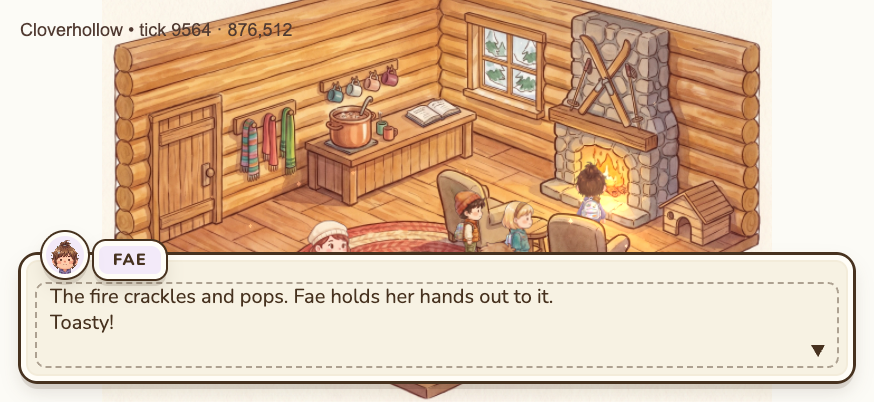 Cloverhollow • tick 9564 · 876,512
FAE
The fire crackles and pops. Fae holds her hands out to it.
Toasty!